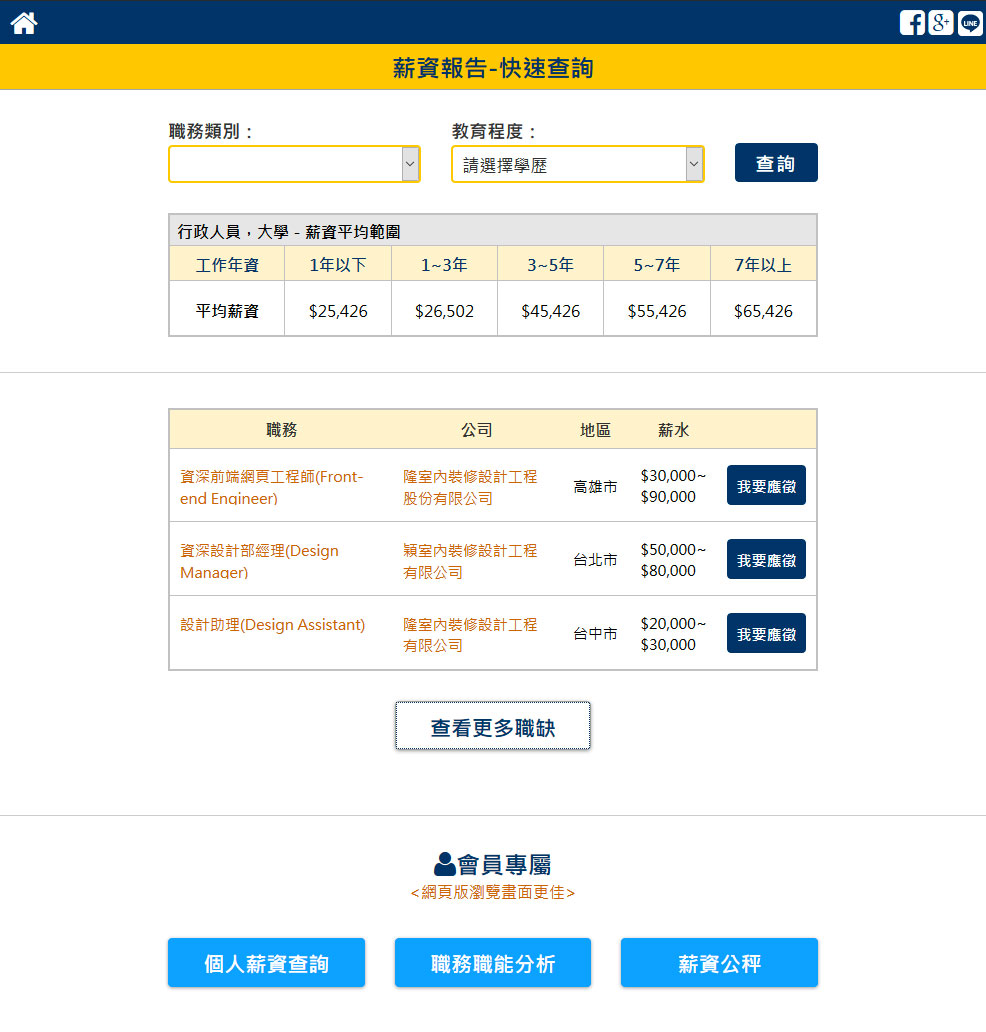 f g+ LINE
薪資報告-快速查詢
職務類別：
教育程度：
請選擇學歷
查詢
行政人員，大學 - 薪資平均範圍
工作年資 1年以下 1~3年 3~5年 5~7年 7年以上
平均薪資 $25,426 $26,502 $45,426 $55,426 $65,426
職務 公司 地區 薪水
資深前端網頁工程師(Front-
end Engineer)
隆室內裝修設計工程
股份有限公司
高雄市
$30,000~
$90,000
我要應徵
資深設計部經理(Design
Manager)
穎室內裝修設計工程
有限公司
台北市
$50,000~
$80,000
我要應徵
設計助理(Design Assistant)
隆室內裝修設計工程
有限公司
台中市
$20,000~
$30,000
我要應徵
查看更多職缺
會員專屬
<網頁版瀏覽畫面更佳>
個人薪資查詢 職務職能分析 薪資公秤